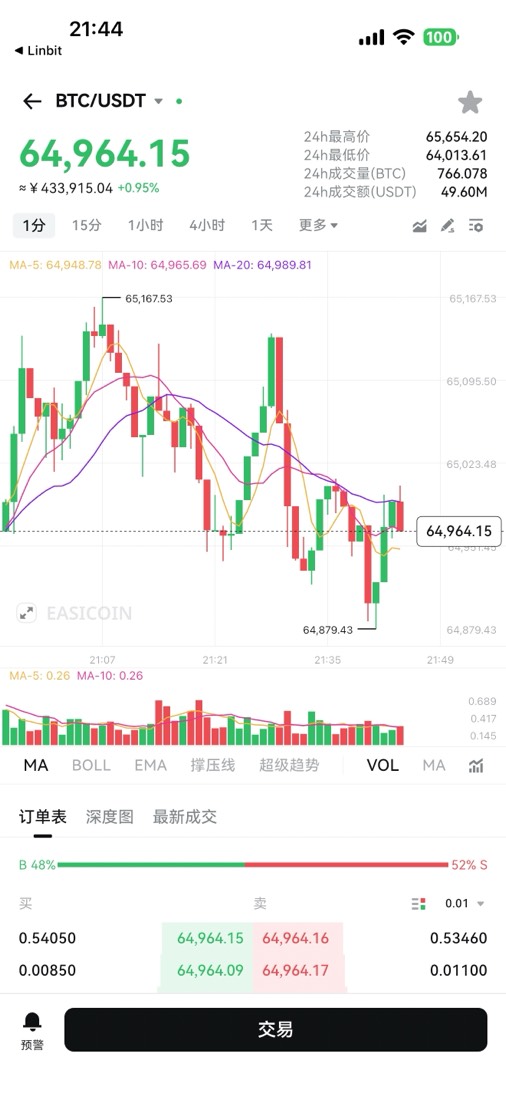 21:44
100
◀ Linbit
BTC/USDT
64,964.15
≈ ¥ 433,915.04 +0.95%
24h最高价 65,654.20
24h最低价 64,013.61
24h成交量(BTC) 766.078
24h成交额(USDT) 49.60M
1分 15分 1小时 4小时 1天 更多
MA-5: 64,948.78 MA-10: 64,965.69 MA-20: 64,989.81
65,167.53
65,167.53
65,095.50
65,023.48
64,964.15
64,951.45
EASICOIN
64,879.43
64,879.43
21:07 21:21 21:35 21:49
MA-5: 0.26 MA-10: 0.26
0.689
0.417
0.145
MA BOLL EMA 撑压线 超级趋势 VOL MA
订单表 深度图 最新成交
B 48% 52% S
买 卖 0.01
0.54050 64,964.15 64,964.16 0.53460
0.00850 64,964.09 64,964.17 0.01100
预警
交易